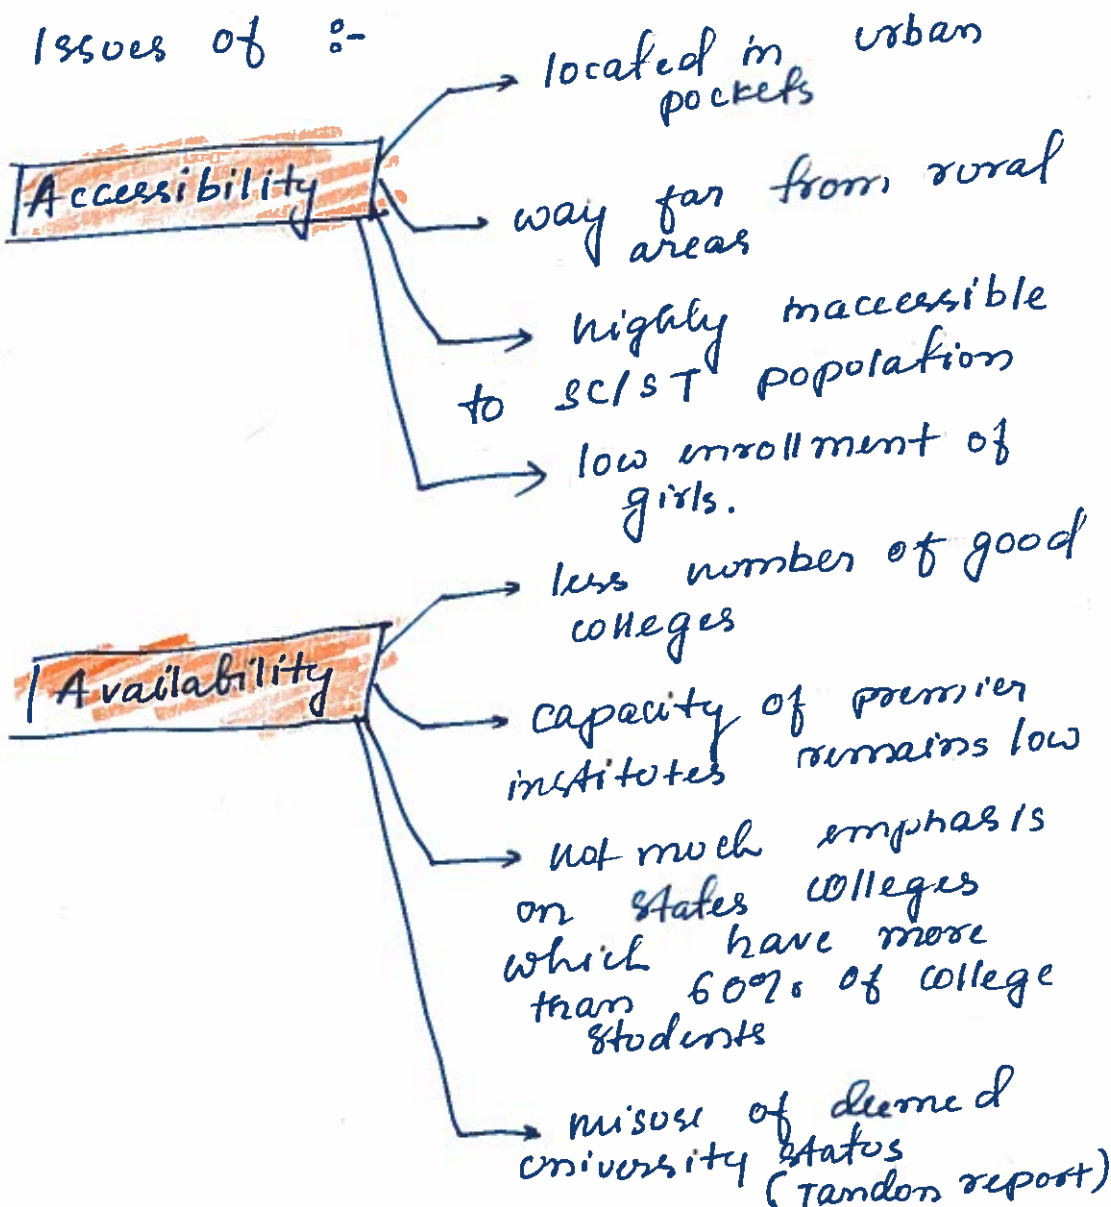 Issues of :-
located in urban
pockets
Accessibility
way far from rural
areas
highly inaccessible
to SC/ST population
low enrollment of
girls.
less number of good
colleges
Availability
capacity of premier
institutes remains low
not much emphasis
on states colleges
which have more
than 60% of college
students
misuse of deemed
university status
(Tandon report)